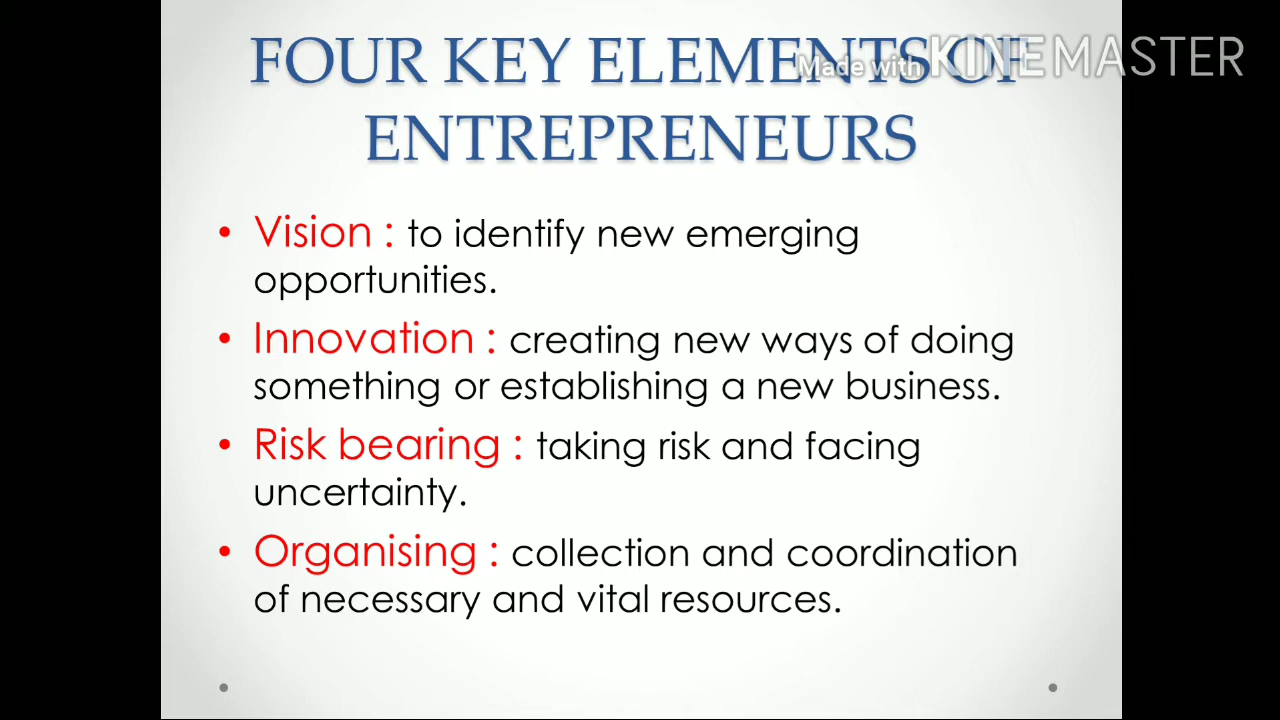 FOUR KEY ELEMENTS OF
Made with KINEMASTER
ENTREPRENEURS
• Vision : to identify new emerging
opportunities.
• Innovation : creating new ways of doing
something or establishing a new business.
• Risk bearing : taking risk and facing
uncertainty.
• Organising : collection and coordination
of necessary and vital resources.